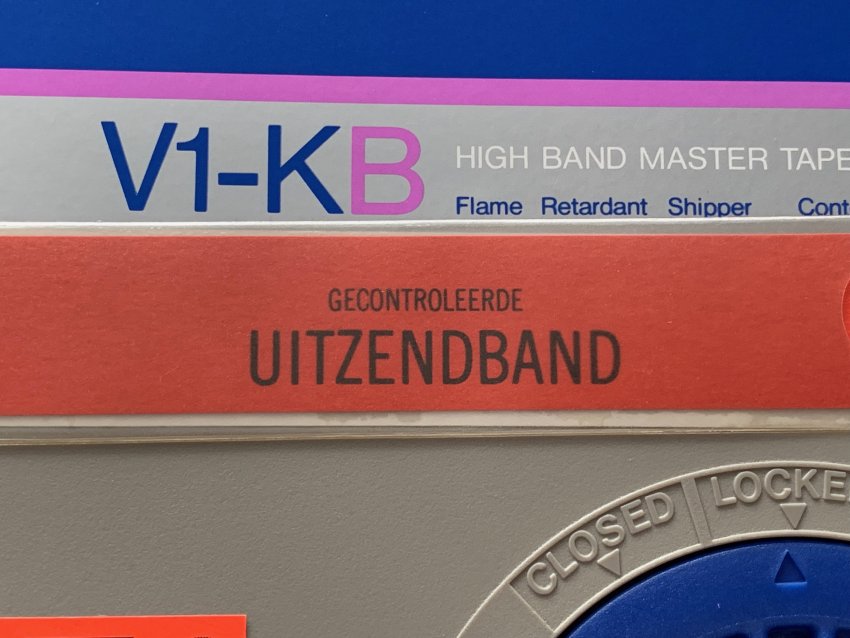 V1-KB
HIGH BAND MASTER TAPE
Flame Retardant Shipper
GECONTROLEERDE
UITZENDBAND
CLOSED